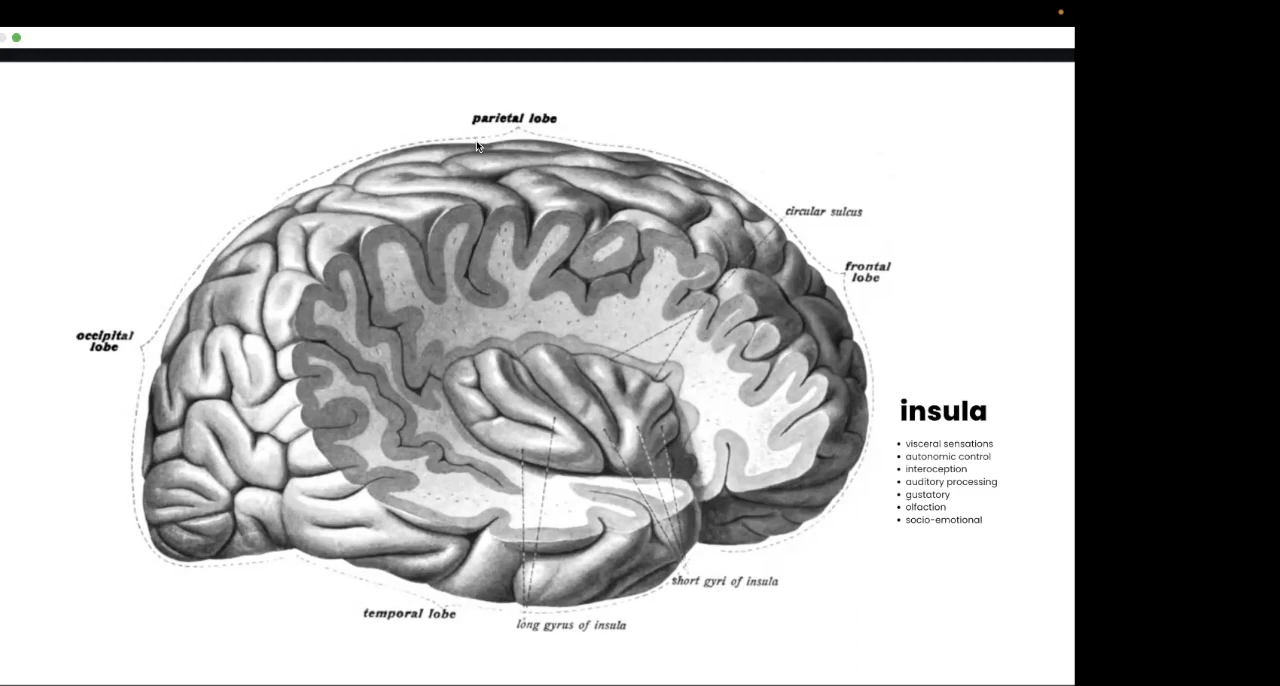 parietal lobe
circular sulcus
frontal
lobe
occipital
lobe
insula
• visceral sensations
• autonomic control
• interoception
• auditory processing
• gustatory
• olfaction
• socio-emotional
short gyri of insula
temporal lobe
long gyrus of insula